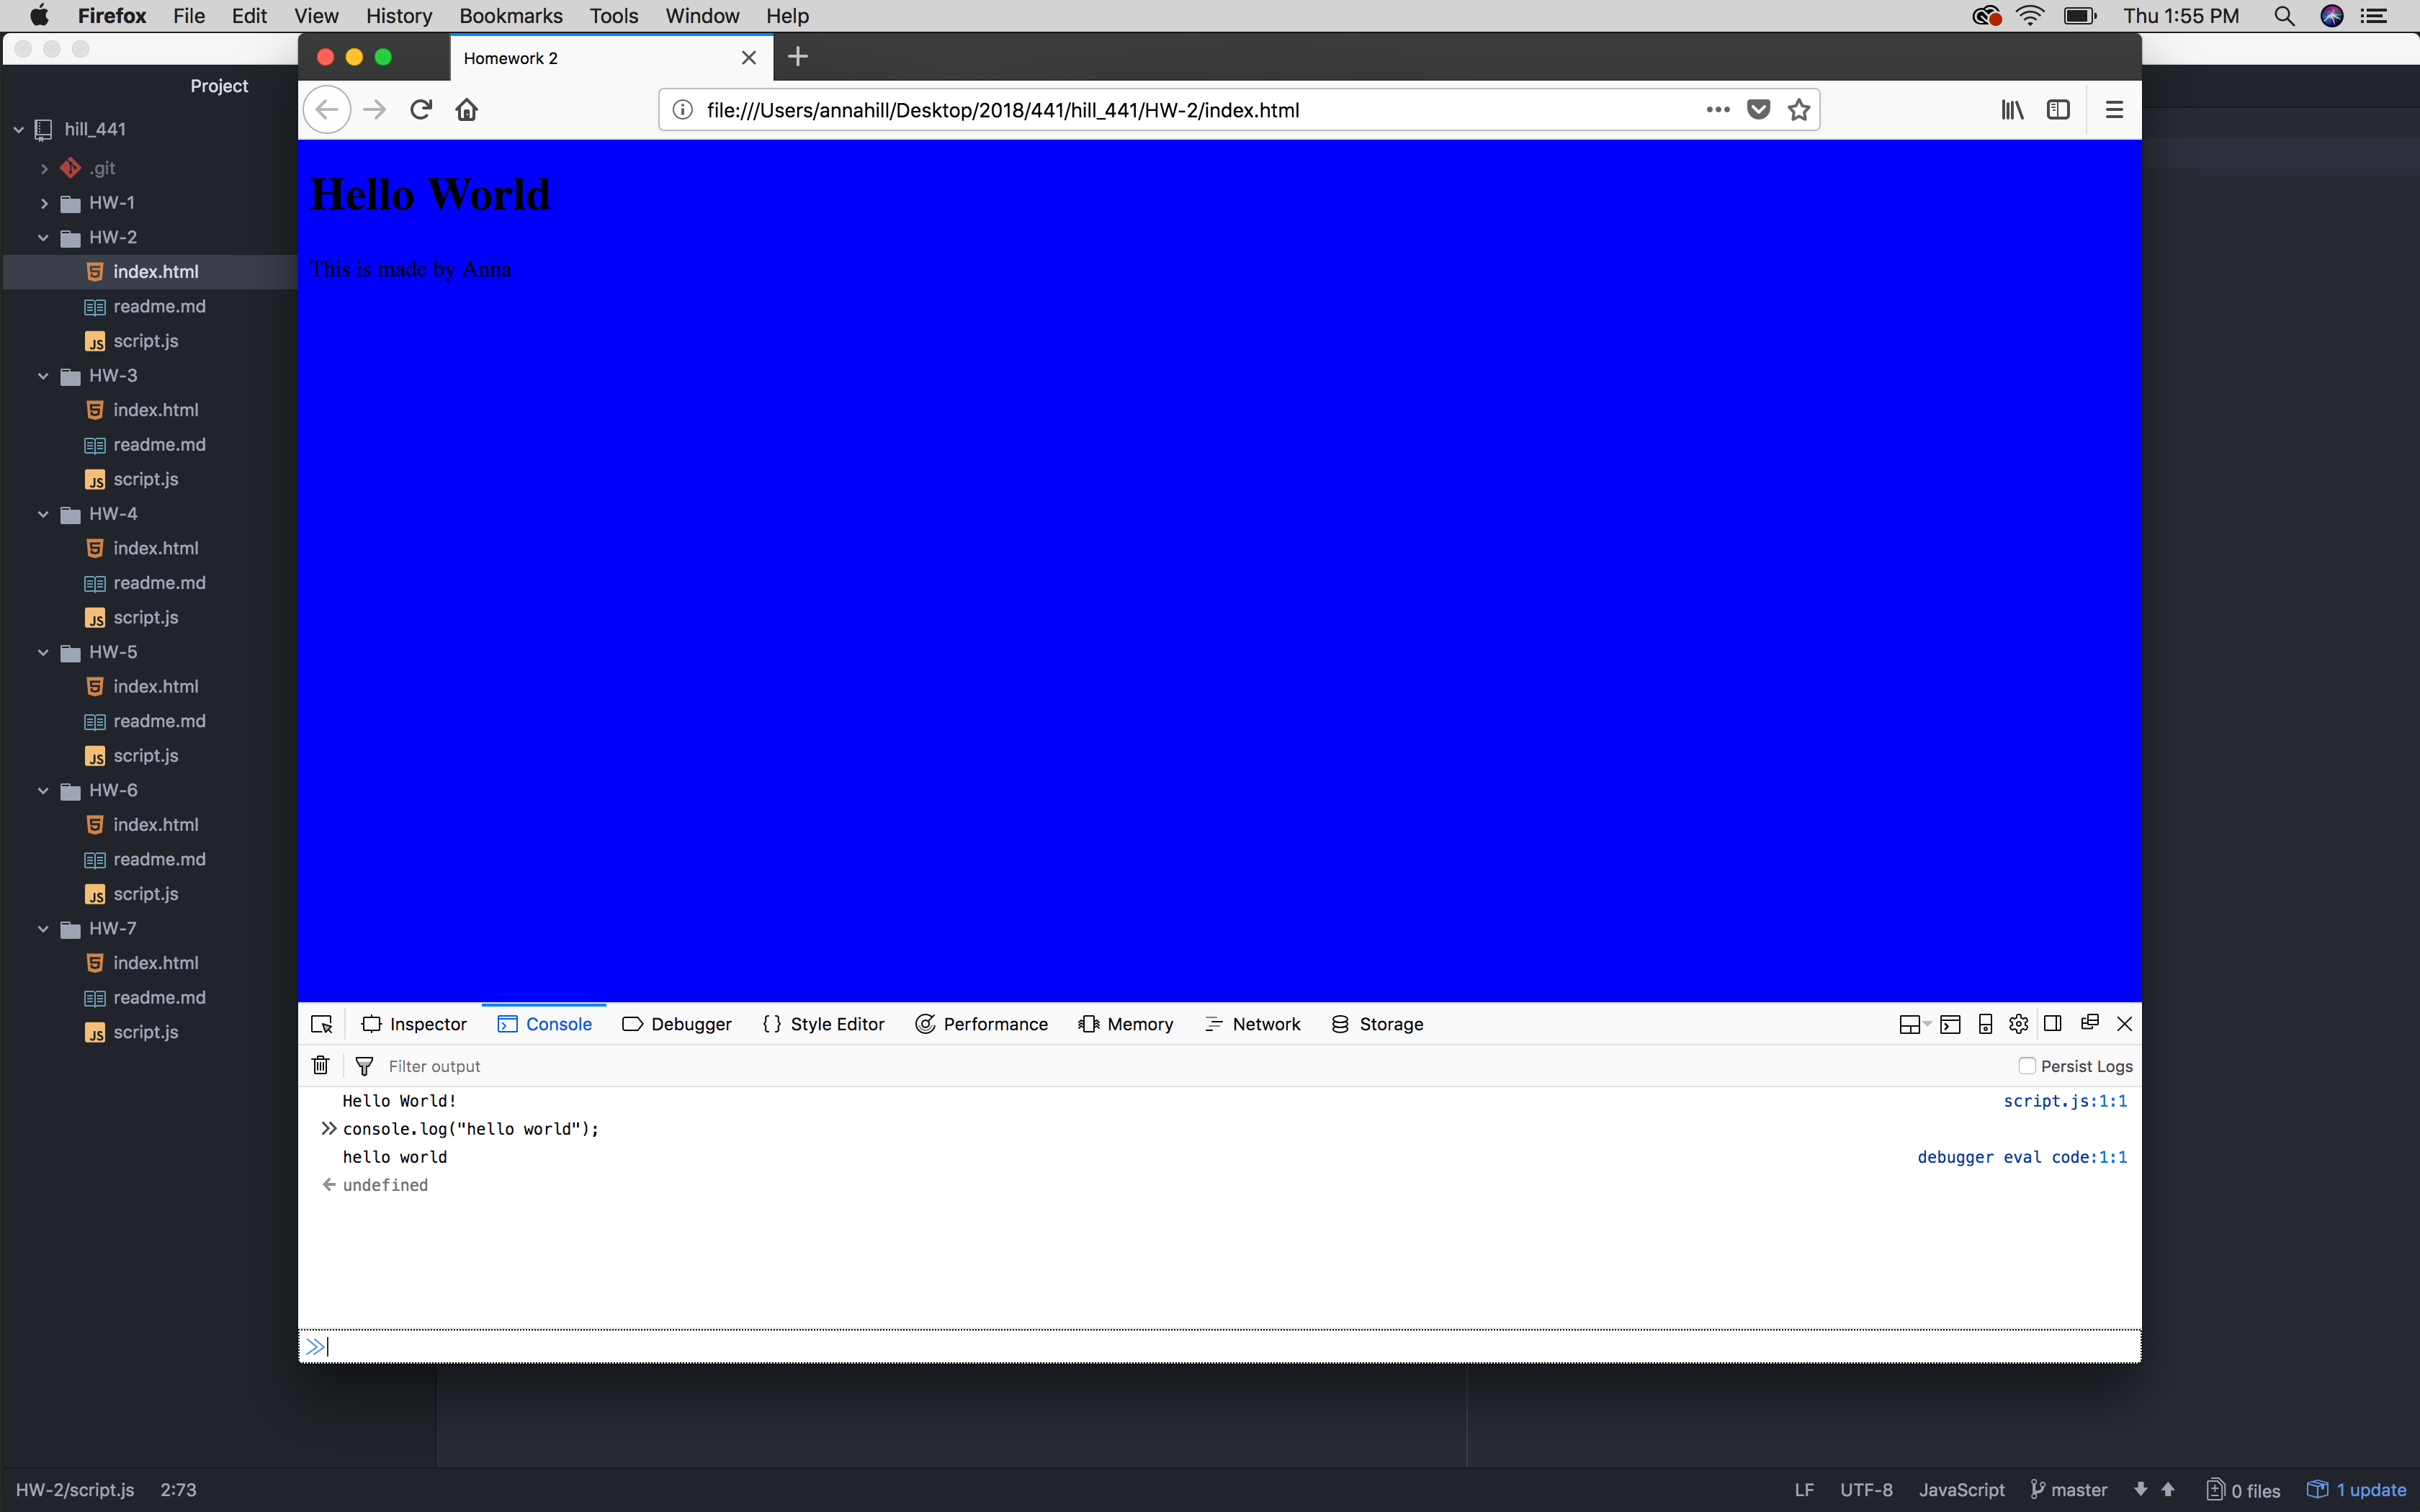 Firefox File Edit View History Bookmarks Tools Window Help Thu 1:55 PM
Homework 2
file:///Users/annahill/Desktop/2018/441/hill_441/HW-2/index.html
Project
hill_441
.git
HW-1
HW-2
index.html
readme.md
script.js
HW-3
index.html
readme.md
script.js
HW-4
index.html
readme.md
script.js
HW-5
index.html
readme.md
script.js
HW-6
index.html
readme.md
script.js
HW-7
index.html
readme.md
script.js
Hello World
This is made by Anna
Inspector Console Debugger Style Editor Performance Memory Network Storage
Filter output Persist Logs
Hello World! script.js:1:1
console.log("hello world");
hello world debugger eval code:1:1
undefined
HW-2/script.js 2:73 LF UTF-8 JavaScript master 0 files 1 update